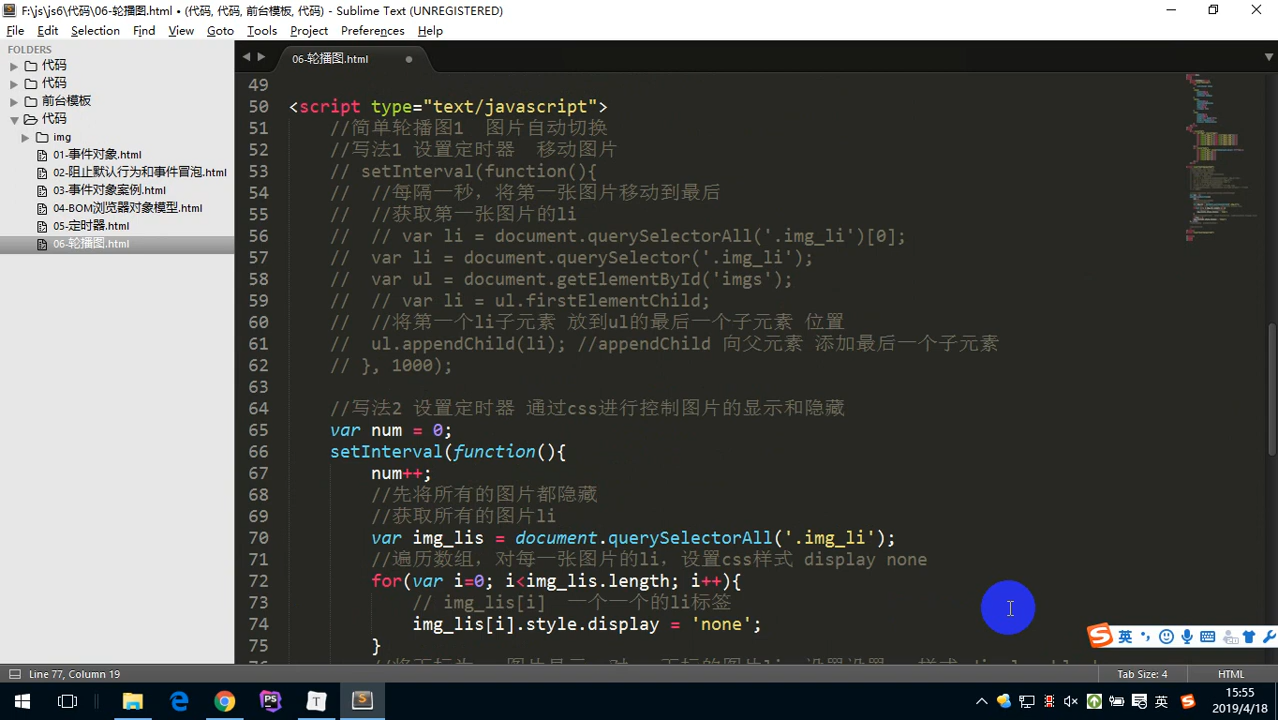 F:\js\js6\代码\06-轮播图.html • (代码, 代码, 前台模板, 代码) - Sublime Text (UNREGISTERED)
File Edit Selection Find View Goto Tools Project Preferences Help
FOLDERS
代码
代码
前台模板
代码
img
01-事件对象.html
02-阻止默认行为和事件冒泡.html
03-事件对象案例.html
04-BOM浏览器对象模型.html
05-定时器.html
06-轮播图.html
06-轮播图.html
49
50 <script type="text/javascript">
51 //简单轮播图1 图片自动切换
52 //写法1 设置定时器 移动图片
53 // setInterval(function(){
54 // //每隔一秒，将第一张图片移动到最后
55 // //获取第一张图片的li
56 // // var li = document.querySelectorAll('.img_li')[0];
57 // var li = document.querySelector('.img_li');
58 // var ul = document.getElementById('imgs');
59 // // var li = ul.firstElementChild;
60 // //将第一个li子元素 放到ul的最后一个子元素 位置
61 // ul.appendChild(li); //appendChild 向父元素 添加最后一个子元素
62 // }, 1000);
63
64 //写法2 设置定时器 通过css进行控制图片的显示和隐藏
65 var num = 0;
66 setInterval(function(){
67 num++;
68 //先将所有的图片都隐藏
69 //获取所有的图片li
70 var img_lis = document.querySelectorAll('.img_li');
71 //遍历数组，对每一张图片的li，设置css样式 display none
72 for(var i=0; i<img_lis.length; i++){
73 // img_lis[i] 一个一个的li标签
74 img_lis[i].style.display = 'none';
75 }
英
Line 77, Column 19
Tab Size: 4
HTML
英
15:55
2019/4/18